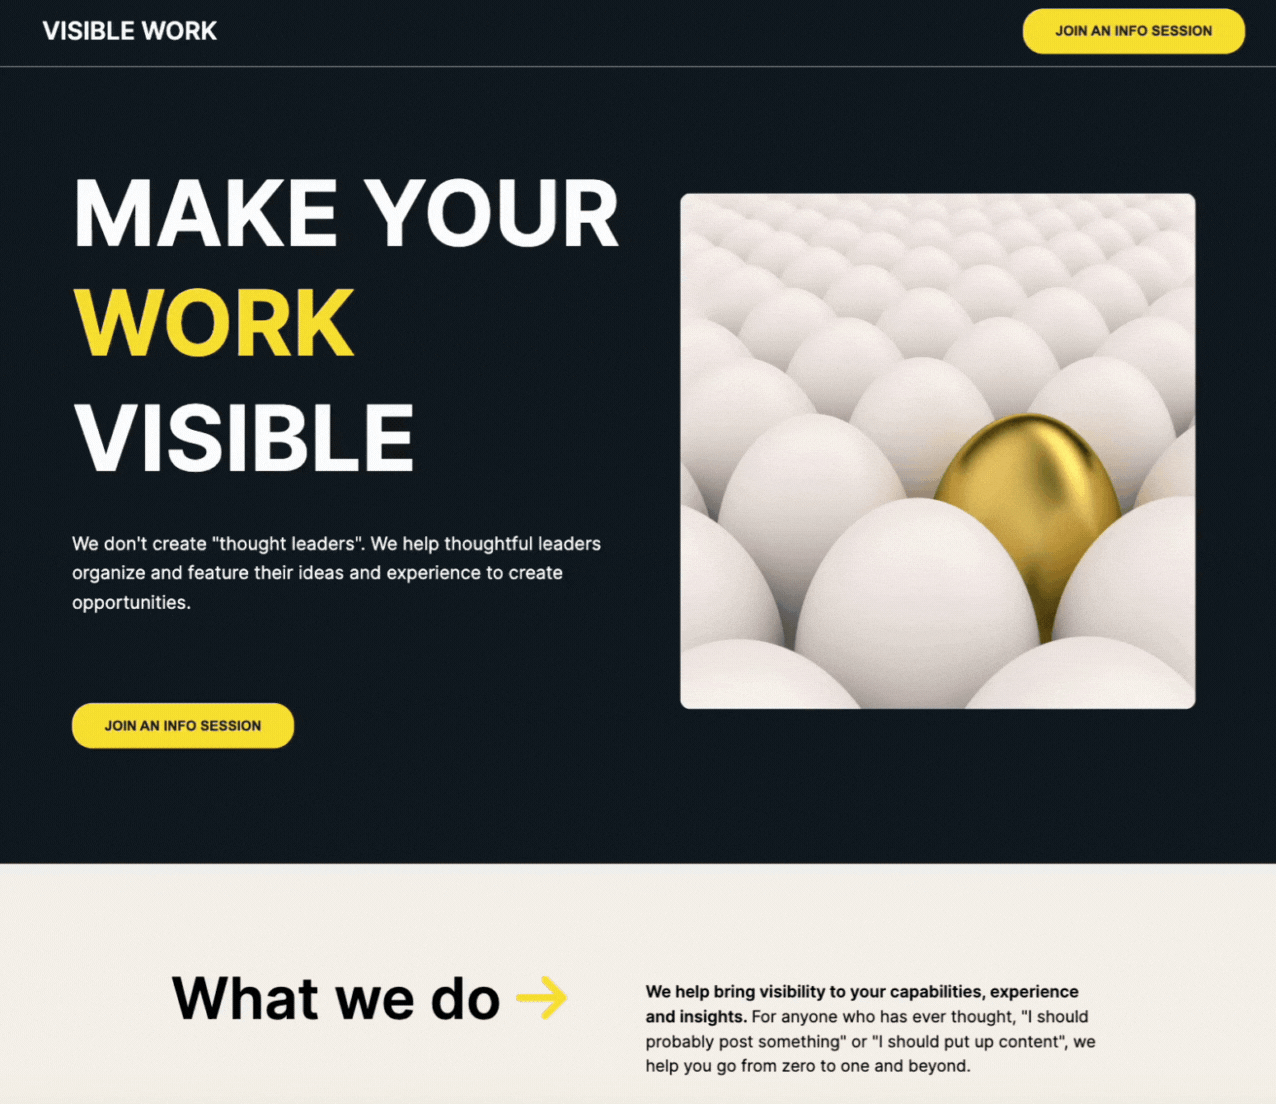 VISIBLE WORK
JOIN AN INFO SESSION
MAKE YOUR
WORK
VISIBLE
We don't create "thought leaders". We help thoughtful leaders
organize and feature their ideas and experience to create
opportunities.
JOIN AN INFO SESSION
What we do
We help bring visibility to your capabilities, experience
and insights. For anyone who has ever thought, "I should
probably post something" or "I should put up content", we
help you go from zero to one and beyond.